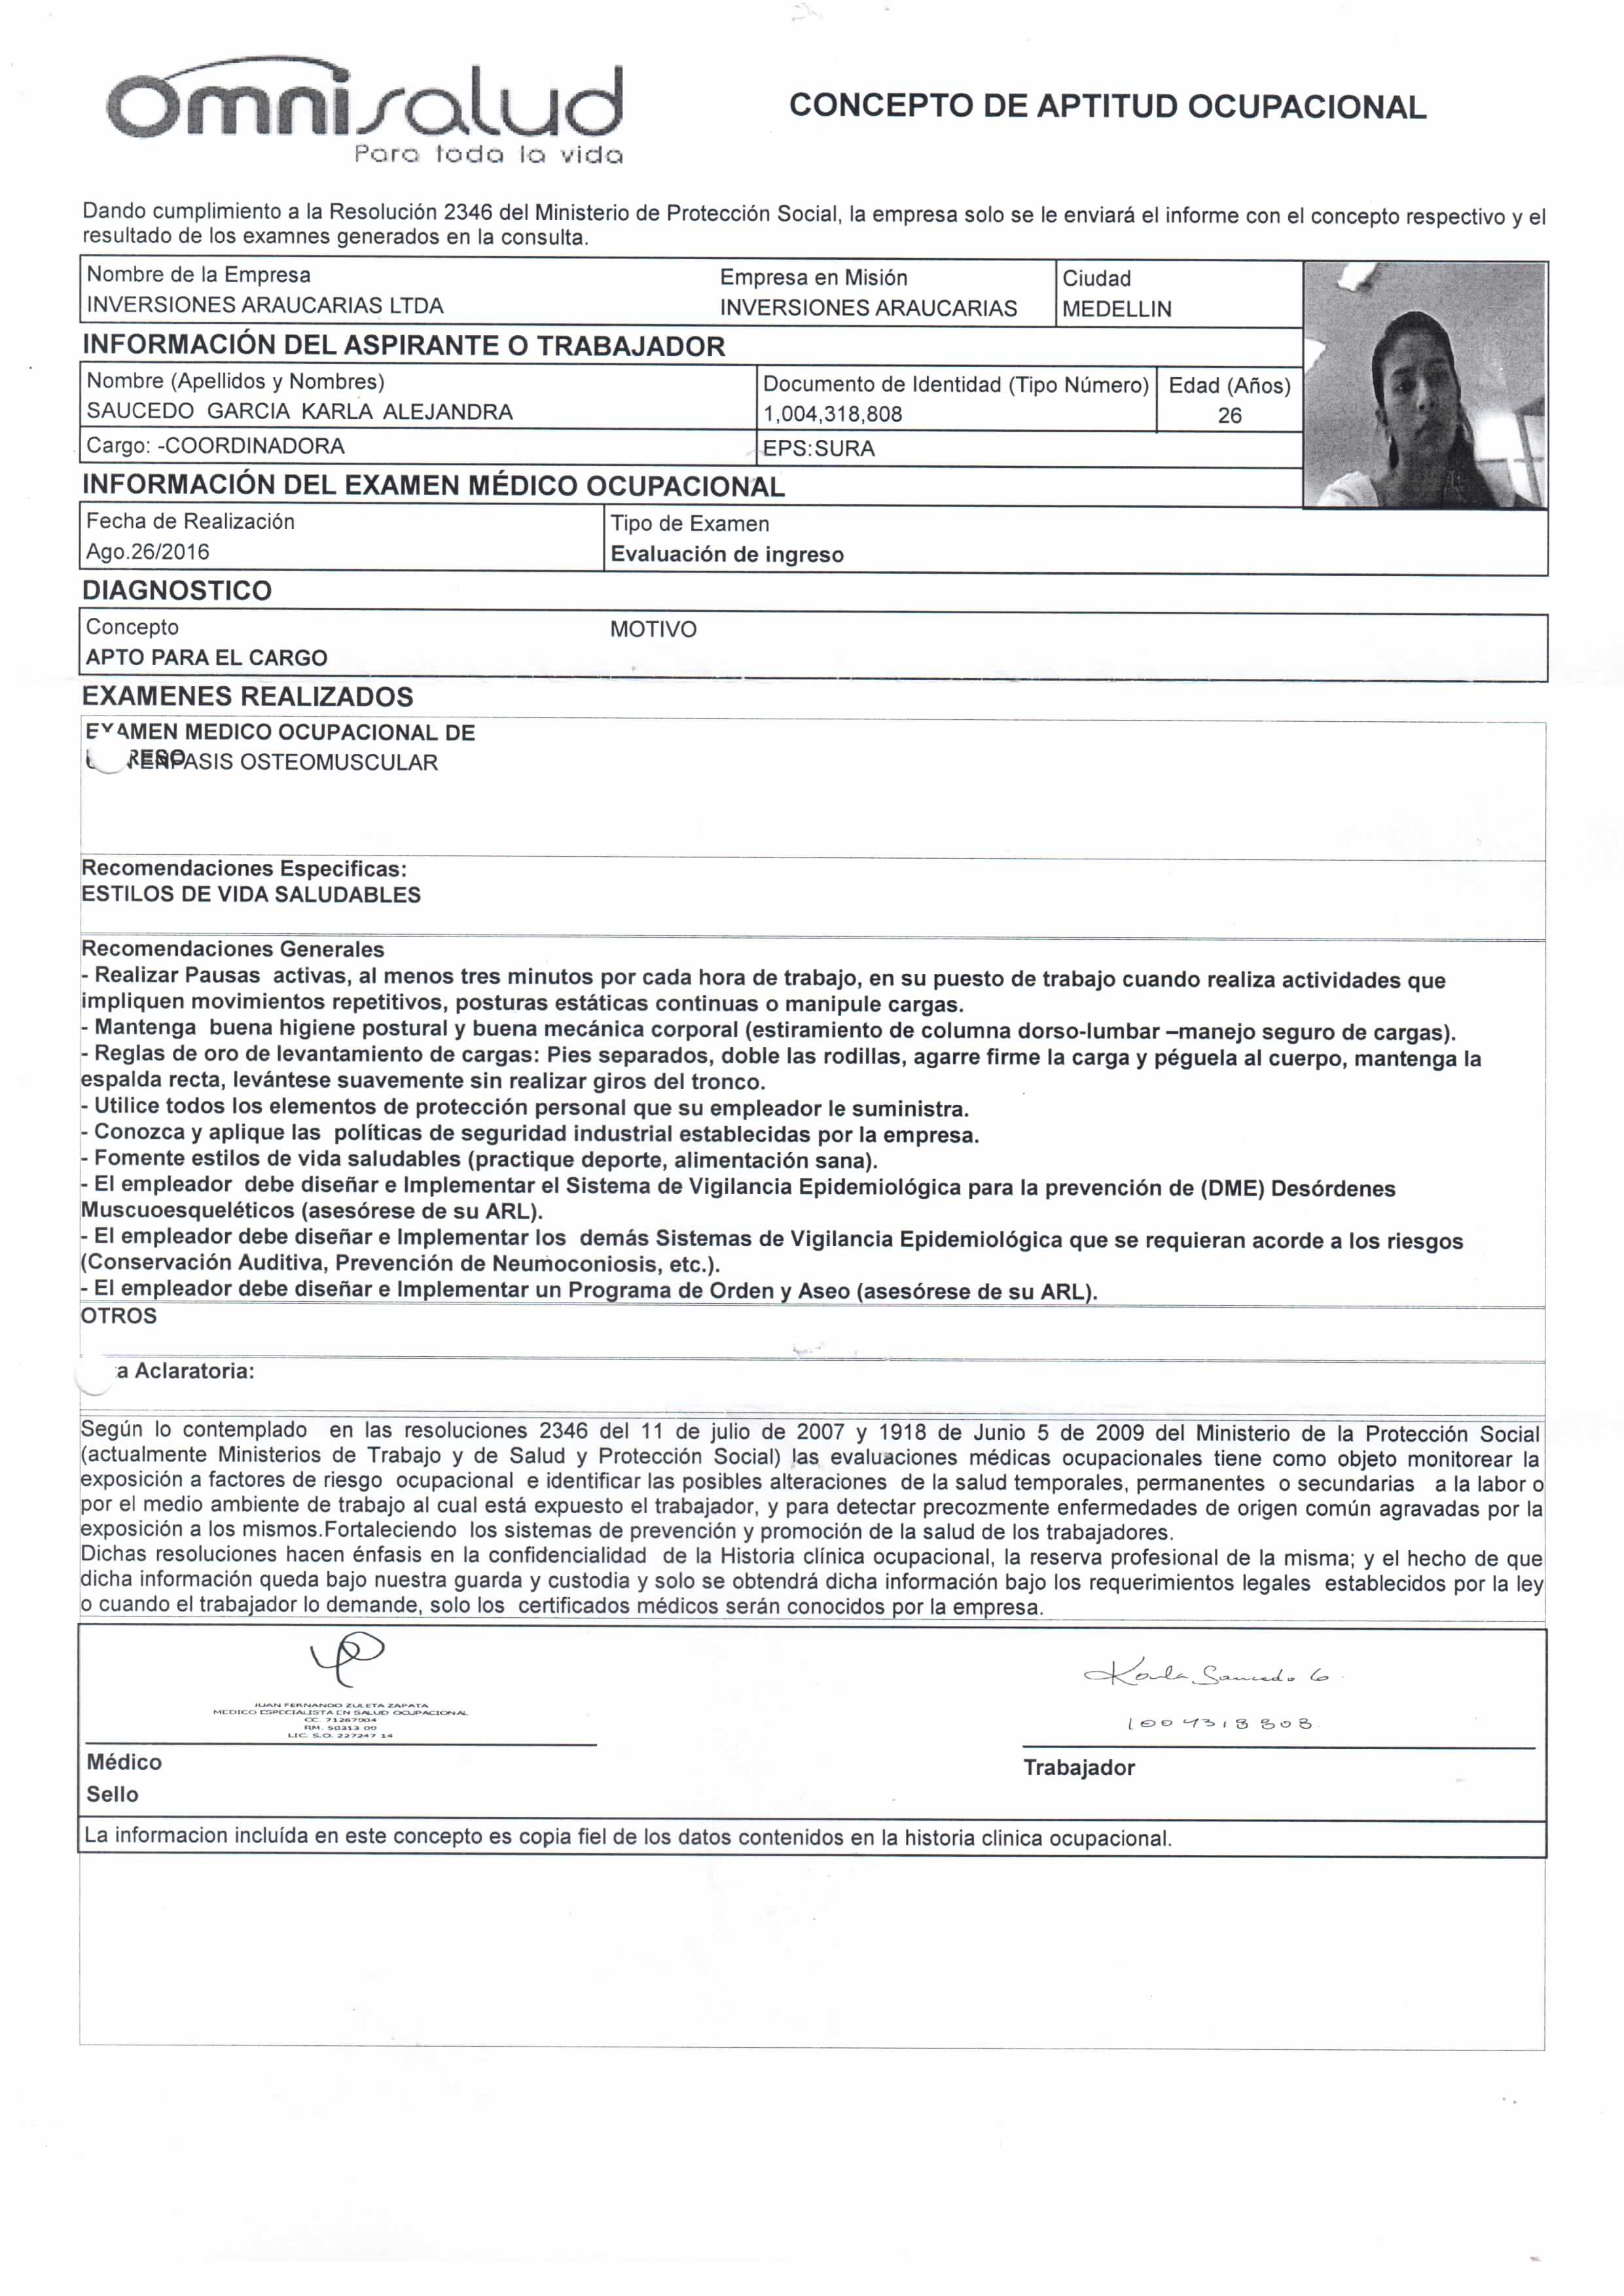 omnisalud
Para toda la vida
CONCEPTO DE APTITUD OCUPACIONAL
Dando cumplimiento a la Resolución 2346 del Ministerio de Protección Social, la empresa solo se le enviará el informe con el concepto respectivo y el
resultado de los examnes generados en la consulta.
Nombre de la Empresa Empresa en Misión Ciudad
INVERSIONES ARAUCARIAS LTDA INVERSIONES ARAUCARIAS MEDELLIN
INFORMACIÓN DEL ASPIRANTE O TRABAJADOR
Nombre (Apellidos y Nombres) Documento de Identidad (Tipo Número) Edad (Años)
SAUCEDO GARCIA KARLA ALEJANDRA 1,004,318,808 26
Cargo: -COORDINADORA EPS:SURA
INFORMACIÓN DEL EXAMEN MÉDICO OCUPACIONAL
Fecha de Realización Tipo de Examen
Ago.26/2016 Evaluación de ingreso
DIAGNOSTICO
Concepto MOTIVO
APTO PARA EL CARGO
EXAMENES REALIZADOS
EXAMEN MEDICO OCUPACIONAL DE
OSTEOMUSCULAR
Recomendaciones Especificas:
ESTILOS DE VIDA SALUDABLES
Recomendaciones Generales
- Realizar Pausas activas, al menos tres minutos por cada hora de trabajo, en su puesto de trabajo cuando realiza actividades que
impliquen movimientos repetitivos, posturas estáticas continuas o manipule cargas.
- Mantenga buena higiene postural y buena mecánica corporal (estiramiento de columna dorso-lumbar –manejo seguro de cargas).
- Reglas de oro de levantamiento de cargas: Pies separados, doble las rodillas, agarre firme la carga y péguela al cuerpo, mantenga la
espalda recta, levántese suavemente sin realizar giros del tronco.
- Utilice todos los elementos de protección personal que su empleador le suministra.
- Conozca y aplique las políticas de seguridad industrial establecidas por la empresa.
- Fomente estilos de vida saludables (practique deporte, alimentación sana).
- El empleador debe diseñar e Implementar el Sistema de Vigilancia Epidemiológica para la prevención de (DME) Desórdenes
Muscuoesqueléticos (asesórese de su ARL).
- El empleador debe diseñar e Implementar los demás Sistemas de Vigilancia Epidemiológica que se requieran acorde a los riesgos
(Conservación Auditiva, Prevención de Neumoconiosis, etc.).
- El empleador debe diseñar e Implementar un Programa de Orden y Aseo (asesórese de su ARL).
OTROS
a Aclaratoria:
Según lo contemplado en las resoluciones 2346 del 11 de julio de 2007 y 1918 de Junio 5 de 2009 del Ministerio de la Protección Social
(actualmente Ministerios de Trabajo y de Salud y Protección Social) las evaluaciones médicas ocupacionales tiene como objeto monitorear la
exposición a factores de riesgo ocupacional e identificar las posibles alteraciones de la salud temporales, permanentes o secundarias a la labor o
por el medio ambiente de trabajo al cual está expuesto el trabajador, y para detectar precozmente enfermedades de origen común agravadas por la
exposición a los mismos.Fortaleciendo los sistemas de prevención y promoción de la salud de los trabajadores.
Dichas resoluciones hacen énfasis en la confidencialidad de la Historia clínica ocupacional, la reserva profesional de la misma; y el hecho de que
dicha información queda bajo nuestra guarda y custodia y solo se obtendrá dicha información bajo los requerimientos legales establecidos por la ley
o cuando el trabajador lo demande, solo los certificados médicos serán conocidos por la empresa.
Karla Saucedo G
JUAN FERNANDO ZULETA ZAPATA
MEDICO ESPECIALISTA EN SALUD OCUPACIONAL
CC. 71267904
RM. 50313 09
LIC. S.O. 227247 14
1004318808
Médico Trabajador
Sello
La informacion incluída en este concepto es copia fiel de los datos contenidos en la historia clinica ocupacional.